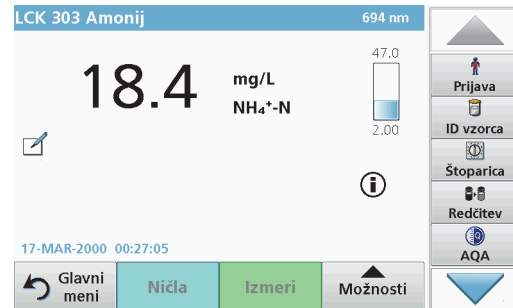 LCK 303 Amonij 694 nm
47.0
18.4 mg/L
NH₄⁺-N
2.00
17-MAR-2000 00:27:05
Glavni meni
Ničla
Izmeri
Možnosti
Prijava
ID vzorca
Štoparica
Redčitev
AQA